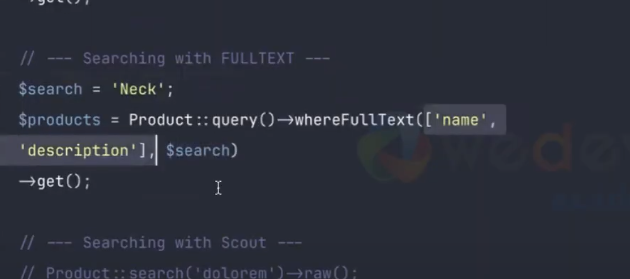 ->get();
// --- Searching with FULLTEXT ---
$search = 'Neck';
$products = Product::query()->whereFullText(['name',
'description'], $search)
->get();
// --- Searching with Scout ---
// Product::search('dolorem')->raw();